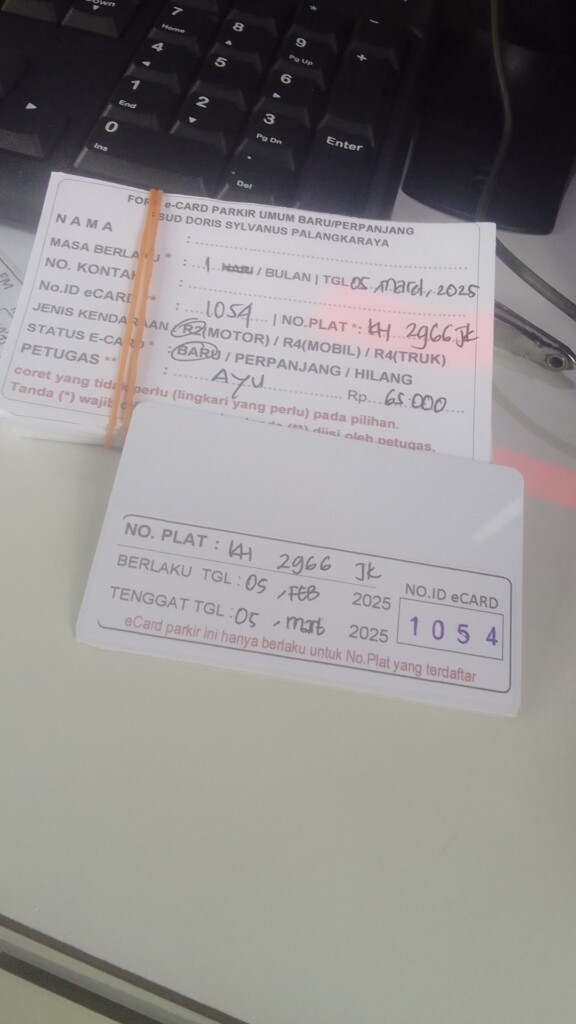 7
Home
8
9
Pg Up
4
5
6
+
1
End
2
3
Pg Dn
Enter
0
Ins
Del
e-CARD PARKIR UMUM BARU/PERPANJANG
RSUD DORIS SYLVANUS PALANGKARAYA
NAMA :
MASA BERLAKU * : 1 HARI / BULAN | TGL 05, Maret, 2025
NO. KONTAK :
No.ID eCARD * : 1054 | NO.PLAT *: KH 2966 JK
JENIS KENDARAAN : R2(MOTOR) / R4(MOBIL) / R4(TRUK)
STATUS E-CARD * : BARU / PERPANJANG / HILANG
PETUGAS ** : AYU Rp. 65.000
coret yang tidak perlu (lingkari yang perlu) pada pilihan.
Tanda (*) wajib (**) diisi oleh petugas.
NO. PLAT : KH 2966 JK
BERLAKU TGL : 05, FEB 2025
NO.ID eCARD
TENGGAT TGL : 05, Maret 2025
1054
eCard parkir ini hanya berlaku untuk No.Plat yang terdaftar